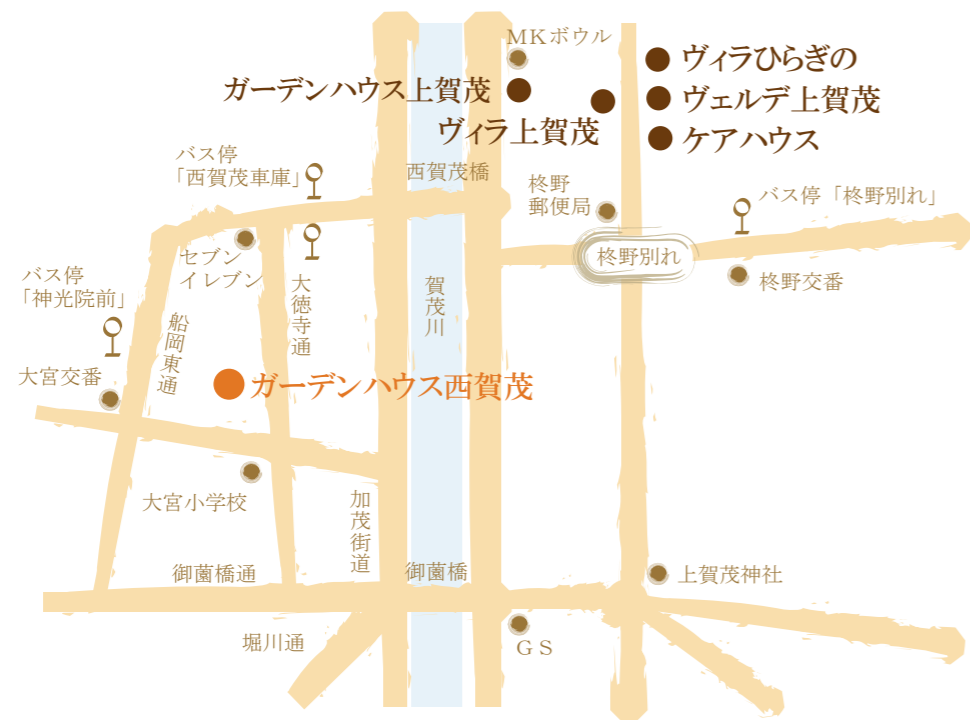 MKボウル
ヴィラひらぎの
ガーデンハウス上賀茂
ヴェルデ上賀茂
ヴィラ上賀茂
ケアハウス
バス停
「西賀茂車庫」
西賀茂橋
柊野
郵便局
バス停「柊野別れ」
セブン
イレブン
柊野別れ
バス停
「神光院前」
大徳寺通
賀茂川
柊野交番
船岡東通
大宮交番
ガーデンハウス西賀茂
大宮小学校
加茂街道
御薗橋通
御薗橋
上賀茂神社
堀川通
GS